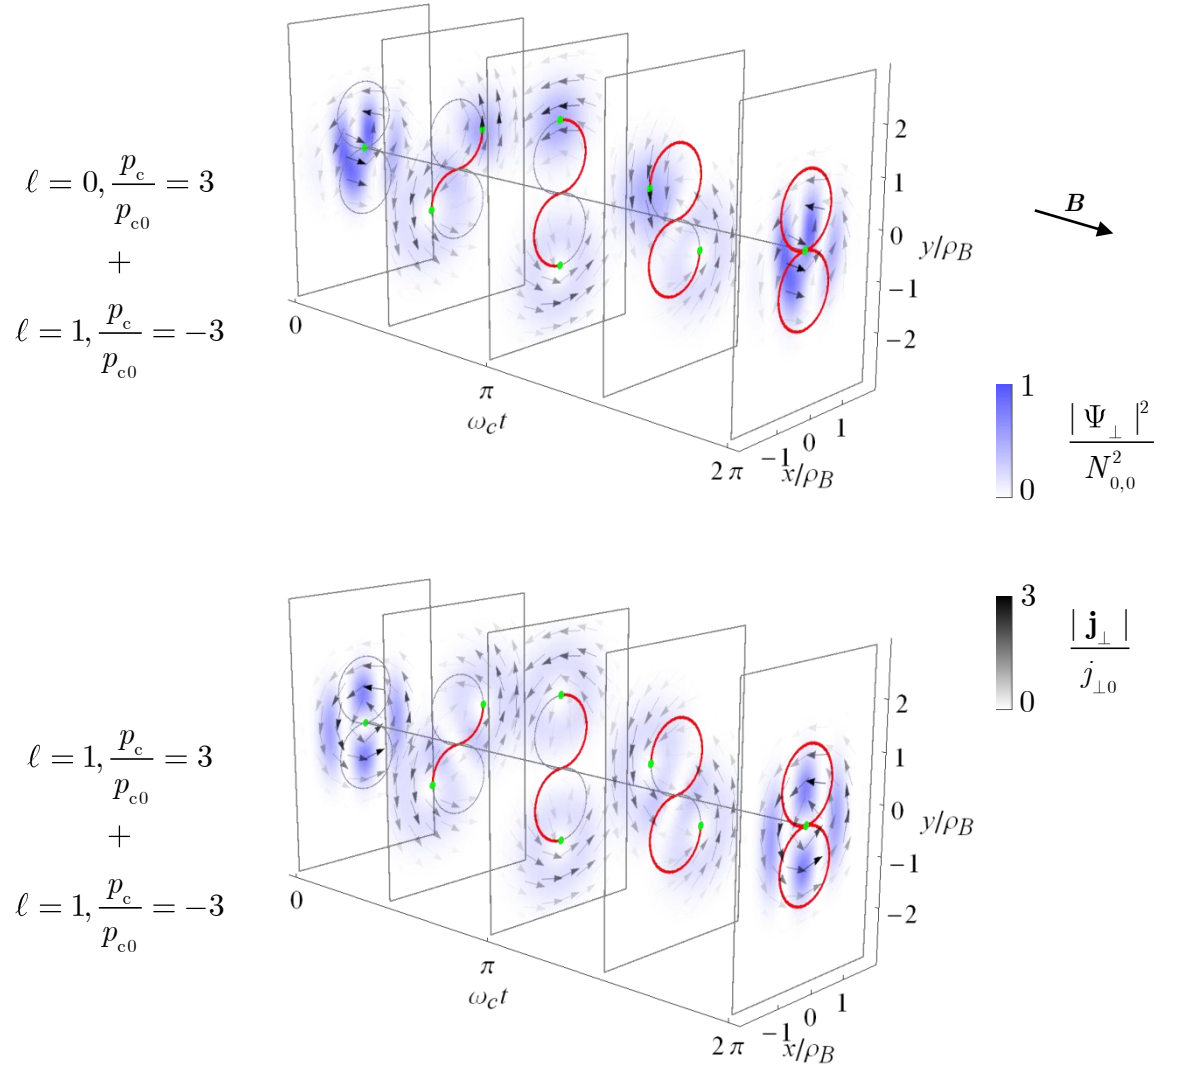 ℓ = 0, p_c / p_c0 = 3
+
ℓ = 1, p_c / p_c0 = −3
0
π
ω_c t
2 π
−1
0
1
x/ρ_B
2
1
0
−1
−2
y/ρ_B
B
1
0
| Ψ_⊥ |² / N²_0,0
3
0
| j_⊥ | / j_⊥0
ℓ = 1, p_c / p_c0 = 3
+
ℓ = 1, p_c / p_c0 = −3
0
π
ω_c t
2 π
−1
0
1
x/ρ_B
2
1
0
−1
−2
y/ρ_B